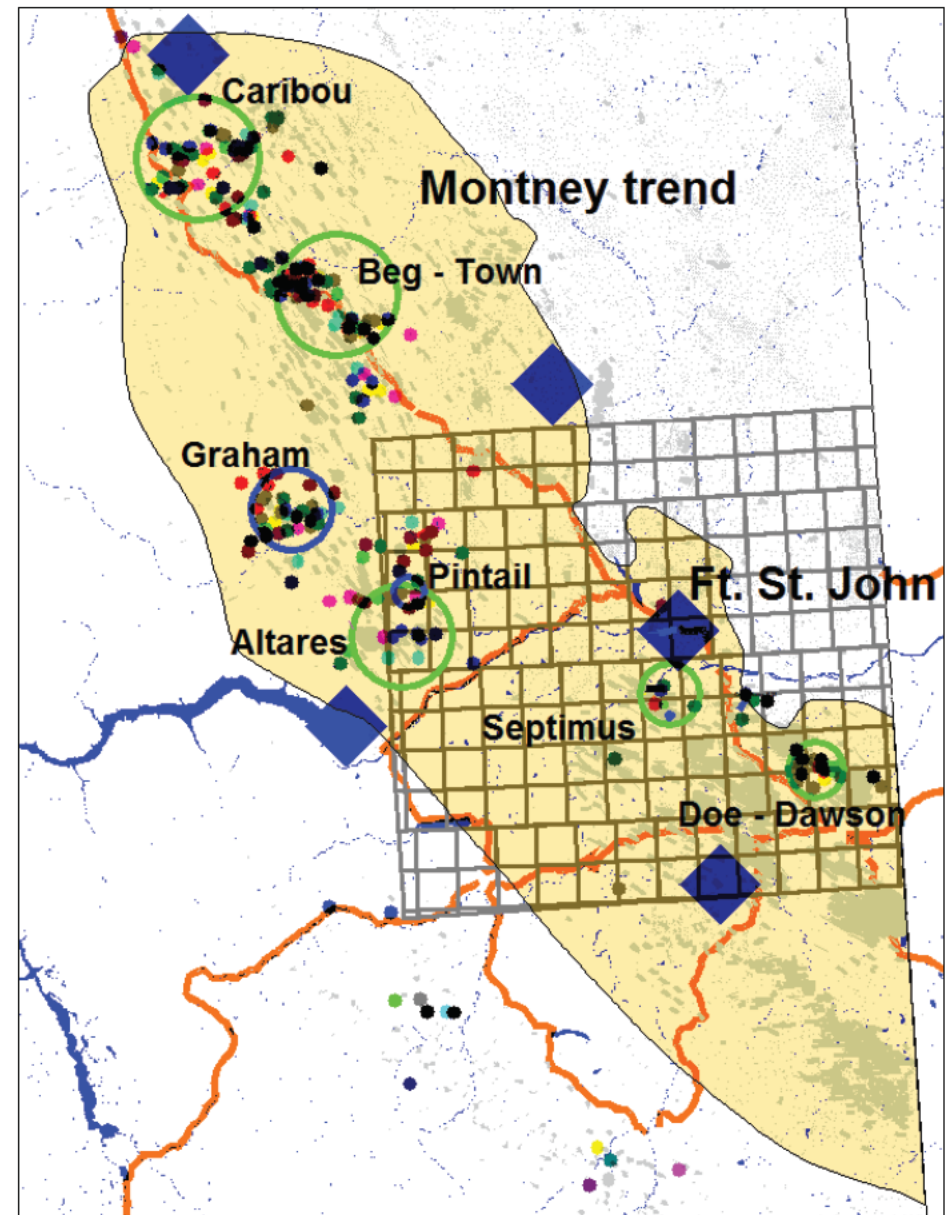 Caribou
Montney trend
Beg - Town
Graham
Pintail
Ft. St. John
Altares
Septimus
Doe - Dawson